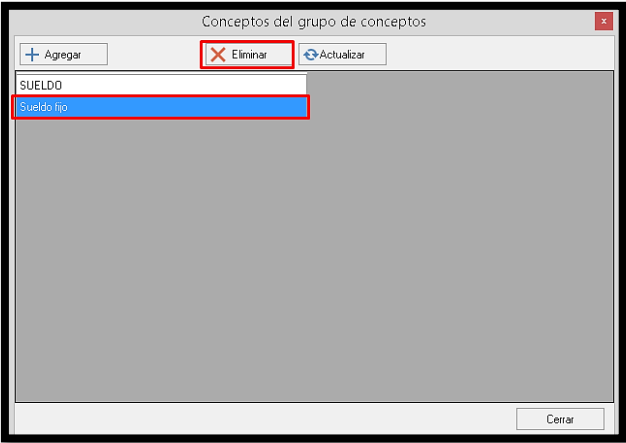 Conceptos del grupo de conceptos
x
Agregar
Eliminar
Actualizar
SUELDO
Sueldo fijo
Cerrar